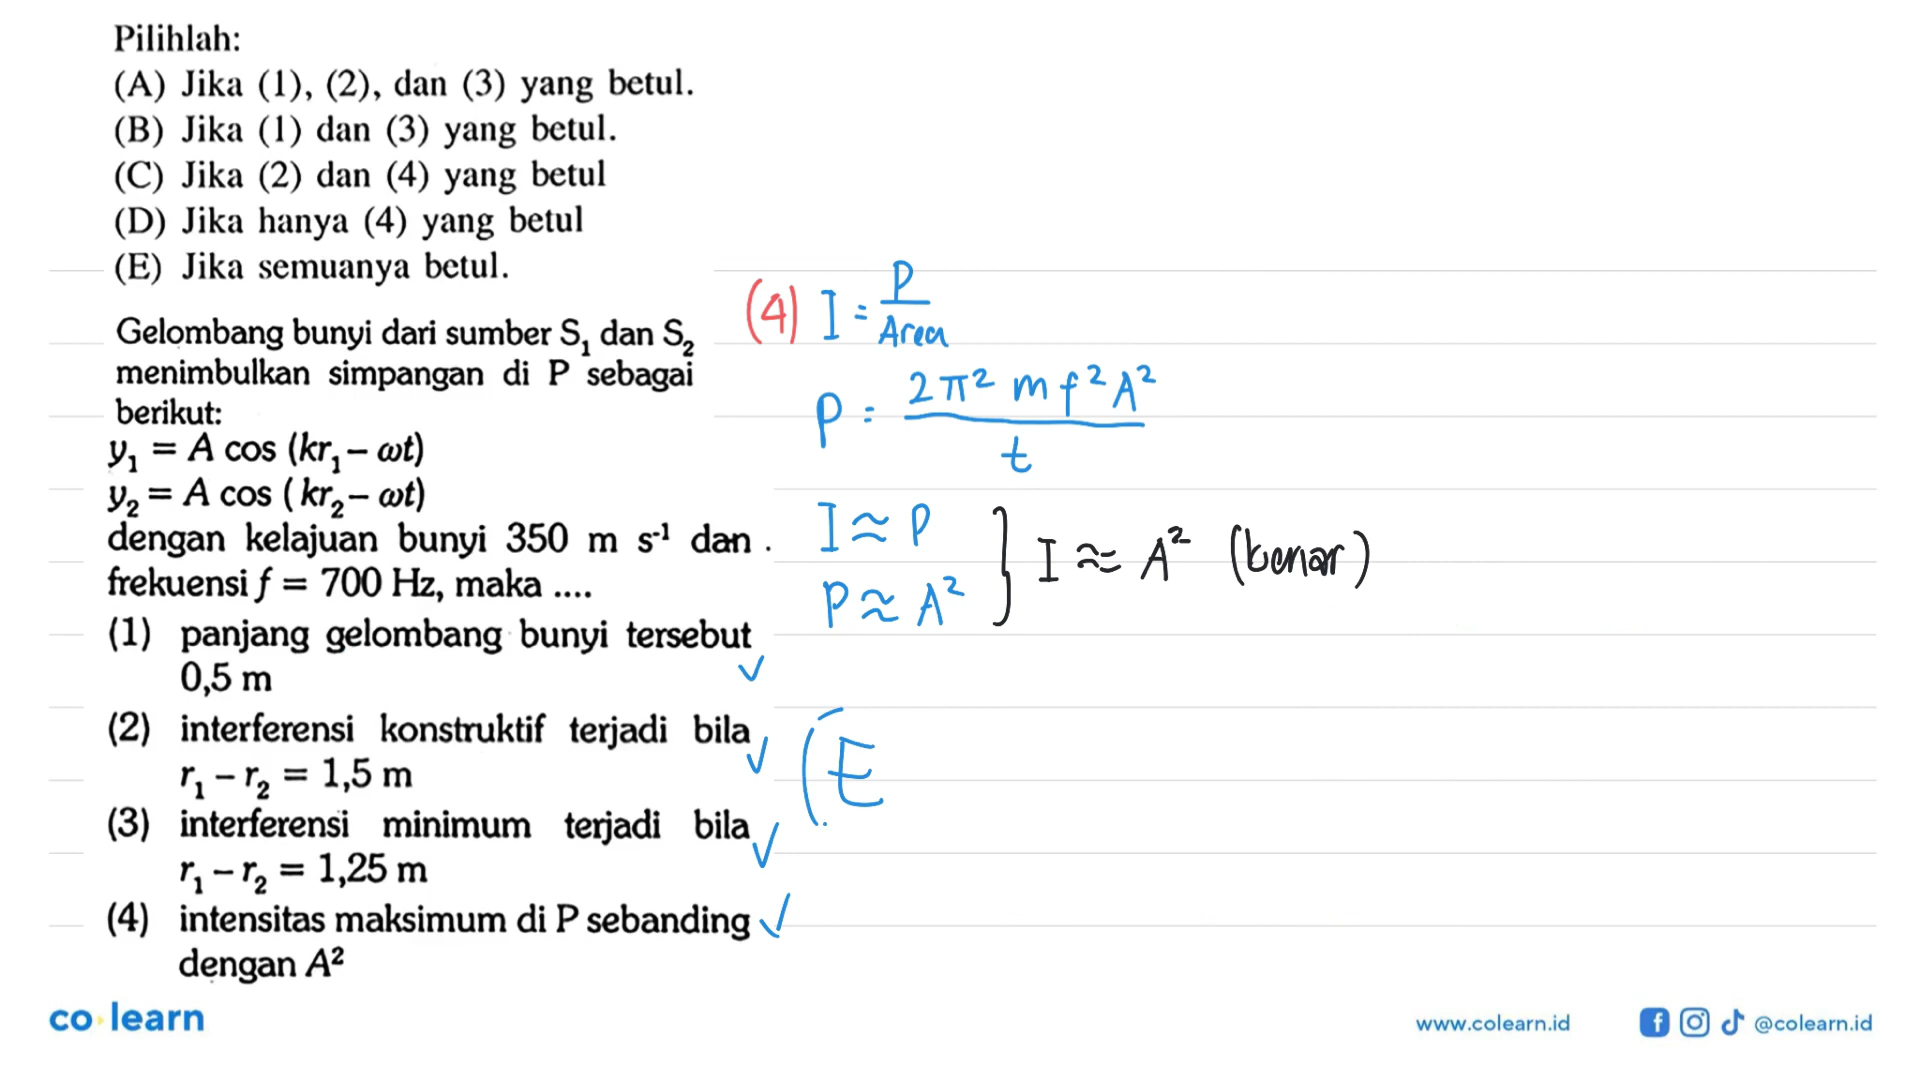 Pilihlah:
(A) Jika (1), (2), dan (3) yang betul.
(B) Jika (1) dan (3) yang betul.
(C) Jika (2) dan (4) yang betul
(D) Jika hanya (4) yang betul
(E) Jika semuanya betul.
Gelombang bunyi dari sumber S₁ dan S₂
menimbulkan simpangan di P sebagai
berikut:
y₁ = A cos (kr₁ – ωt)
y₂ = A cos ( kr₂ – ωt)
dengan kelajuan bunyi 350 m s⁻¹ dan
frekuensi f = 700 Hz, maka ....
(1) panjang gelombang bunyi tersebut
0,5 m ✓
(2) interferensi konstruktif terjadi bila
r₁ – r₂ = 1,5 m ✓
(3) interferensi minimum terjadi bila
r₁ – r₂ = 1,25 m ✓
(4) intensitas maksimum di P sebanding ✓
dengan A²
(4) I = P / Area
P = 2π² m f² A² / t
I ≈ P
P ≈ A²
} I ≈ A² (benar)
(E
co learn
www.colearn.id
@colearn.id